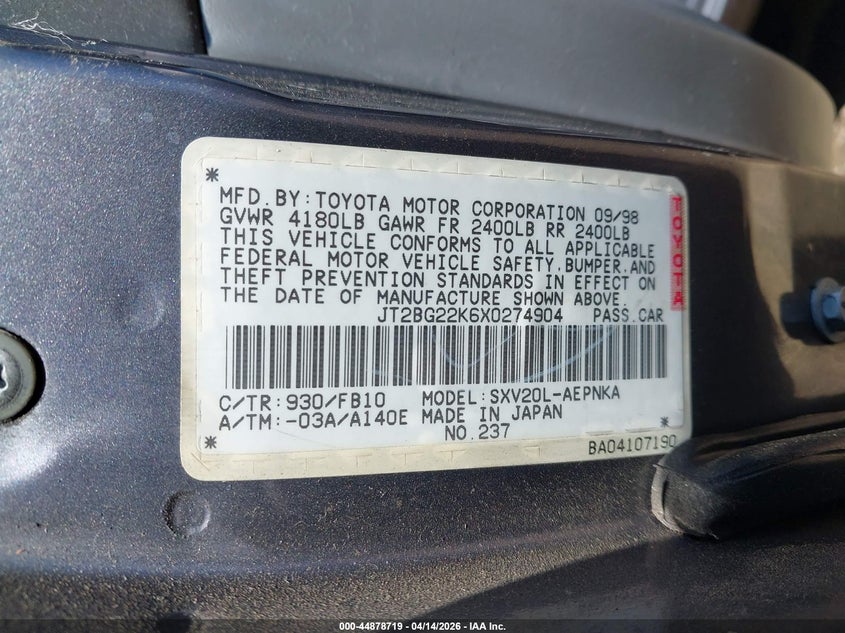 * MFD.BY:TOYOTA MOTOR CORPORATION 09/98
GVWR 4180LB GAWR FR 2400LB RR 2400LB
THIS VEHICLE CONFORMS TO ALL APPLICABLE
FEDERAL MOTOR VEHICLE SAFETY,BUMPER,AND
THEFT PREVENTION STANDARDS IN EFFECT ON
THE DATE OF MANUFACTURE SHOWN ABOVE.
TOYOTA
JT2BG22K6X0274904 PASS.CAR
C/TR:930/FB10 MODEL:SXV20L-AEPNKA
A/TM:-03A/A140E MADE IN JAPAN
* NO.237 *
BA04107190
000-44878719 - 04/14/2026 - IAA Inc.